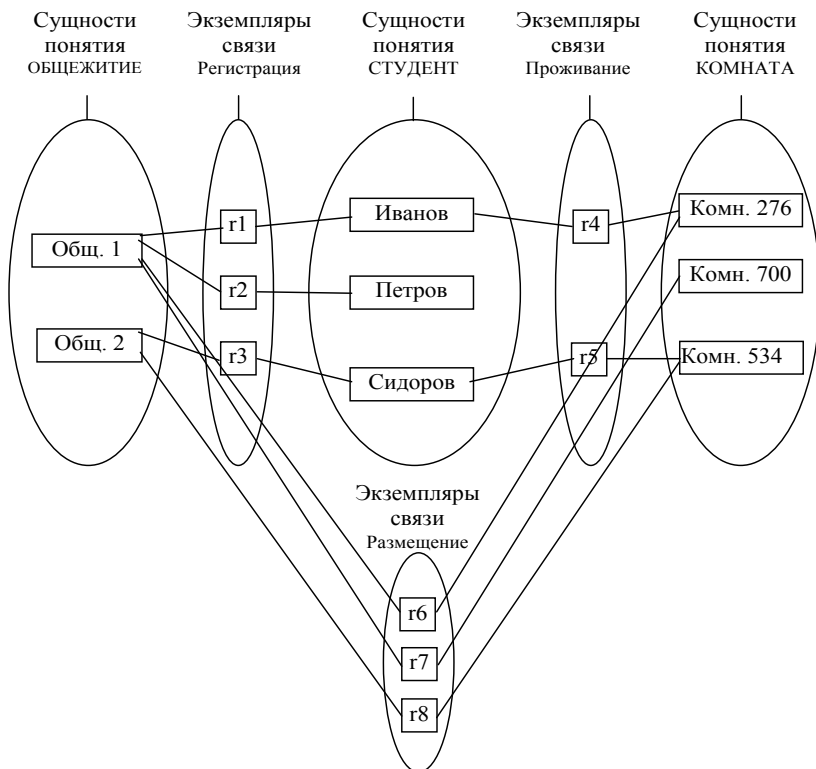 Сущности
понятия
ОБЩЕЖИТИЕ
Экземпляры
связи
Регистрация
Сущности
понятия
СТУДЕНТ
Экземпляры
связи
Проживание
Сущности
понятия
КОМНАТА
Общ. 1
Общ. 2
r1
r2
r3
Иванов
Петров
Сидоров
r4
r5
Комн. 276
Комн. 700
Комн. 534
Экземпляры
связи
Размещение
r6
r7
r8